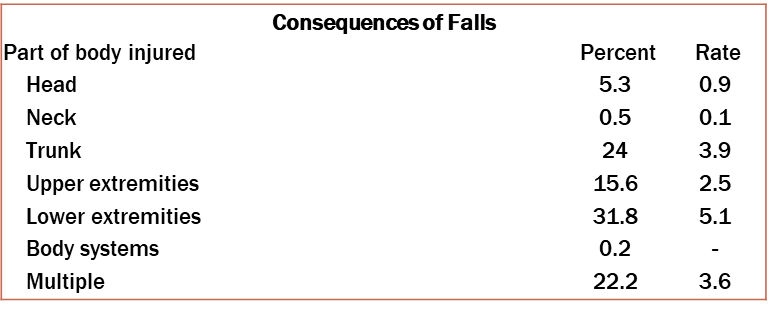 Consequences of Falls
Part of body injured Percent Rate
Head 5.3 0.9
Neck 0.5 0.1
Trunk 24 3.9
Upper extremities 15.6 2.5
Lower extremities 31.8 5.1
Body systems 0.2 -
Multiple 22.2 3.6